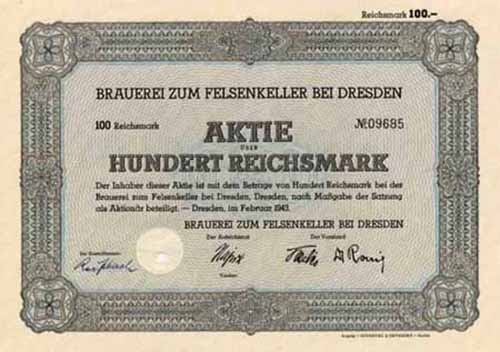 Reichsmark 100.–
BRAUEREI ZUM FELSENKELLER BEI DRESDEN
100 Reichsmark
AKTIE
№ 09685
ÜBER
HUNDERT REICHSMARK
Der Inhaber dieser Aktie ist mit dem Betrage von Hundert Reichsmark bei der
Brauerei zum Felsenkeller bei Dresden, Dresden, nach Maßgabe der Satzung
als Aktionär beteiligt. — Dresden, im Februar 1943.
BRAUEREI ZUM FELSENKELLER BEI DRESDEN
Der Aufsichtsrat
Der Vorstand